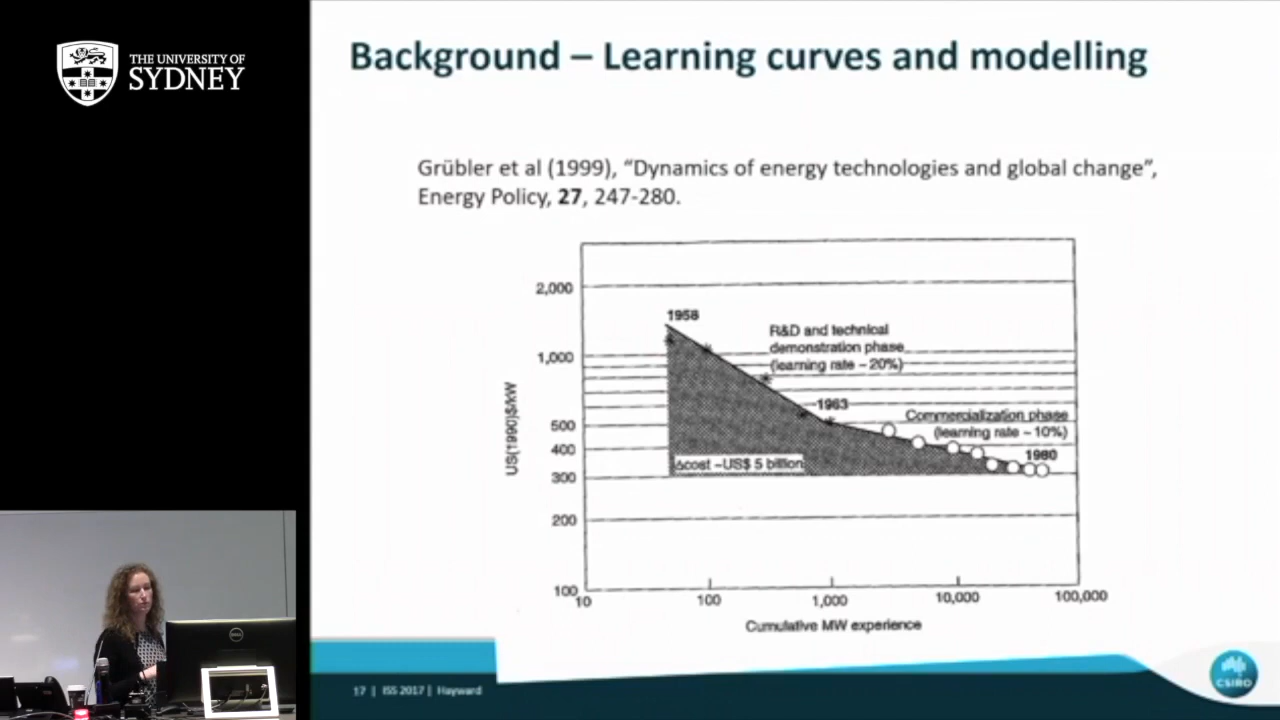 THE UNIVERSITY OF
SYDNEY
Background – Learning curves and modelling
Grübler et al (1999), “Dynamics of energy technologies and global change”,
Energy Policy, 27, 247-280.
2,000
1,000
500
400
300
200
100
US(1990)$/kW
1958
R&D and technical
demonstration phase
(learning rate ~20%)
1963
Commercialization phase
(learning rate ~10%)
1980
Δcost ~US$ 5 billion
10
100
1,000
10,000
100,000
Cumulative MW experience
17 | ISS 2017 | Hayward
CSIRO
DELL